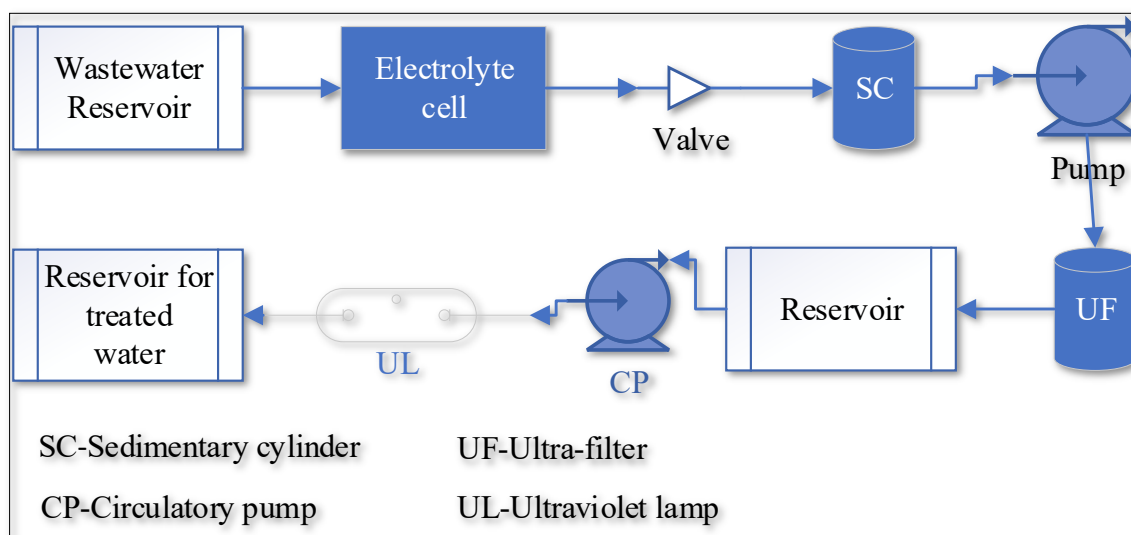 Wastewater
Reservoir
Electrolyte
cell
Valve
SC
Pump
Reservoir for
treated
water
UL
CP
Reservoir
UF
SC-Sedimentary cylinder
UF-Ultra-filter
CP-Circulatory pump
UL-Ultraviolet lamp